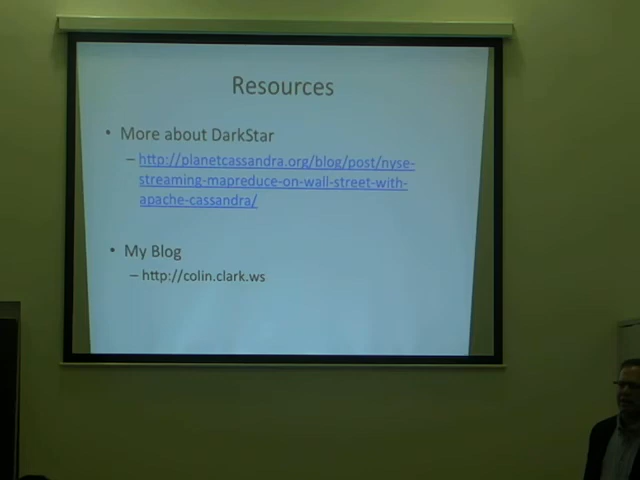 Resources
• More about DarkStar
– http://planetcassandra.org/blog/post/nyse-
streaming-mapreduce-on-wall-street-with-
apache-cassandra/
• My Blog
– http://colin.clark.ws